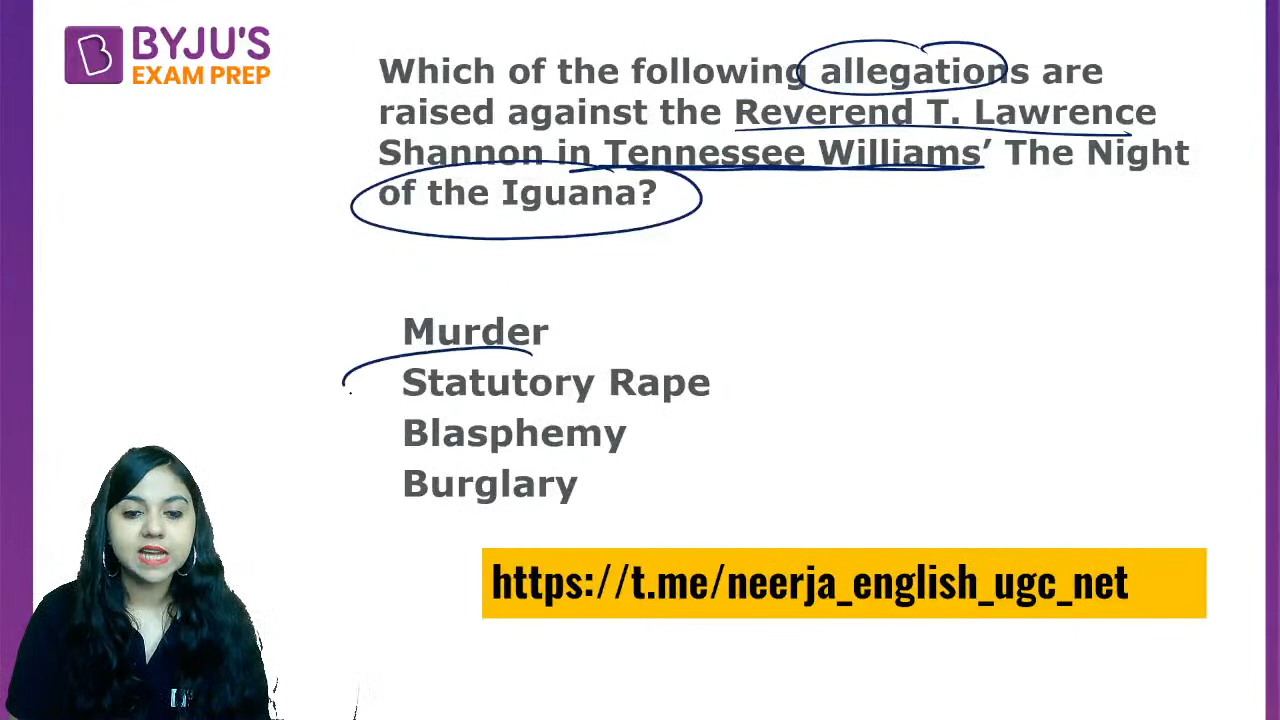 BYJU'S
EXAM PREP
Which of the following allegations are
raised against the Reverend T. Lawrence
Shannon in Tennessee Williams’ The Night
of the Iguana?
Murder
Statutory Rape
Blasphemy
Burglary
https://t.me/neerja_english_ugc_net